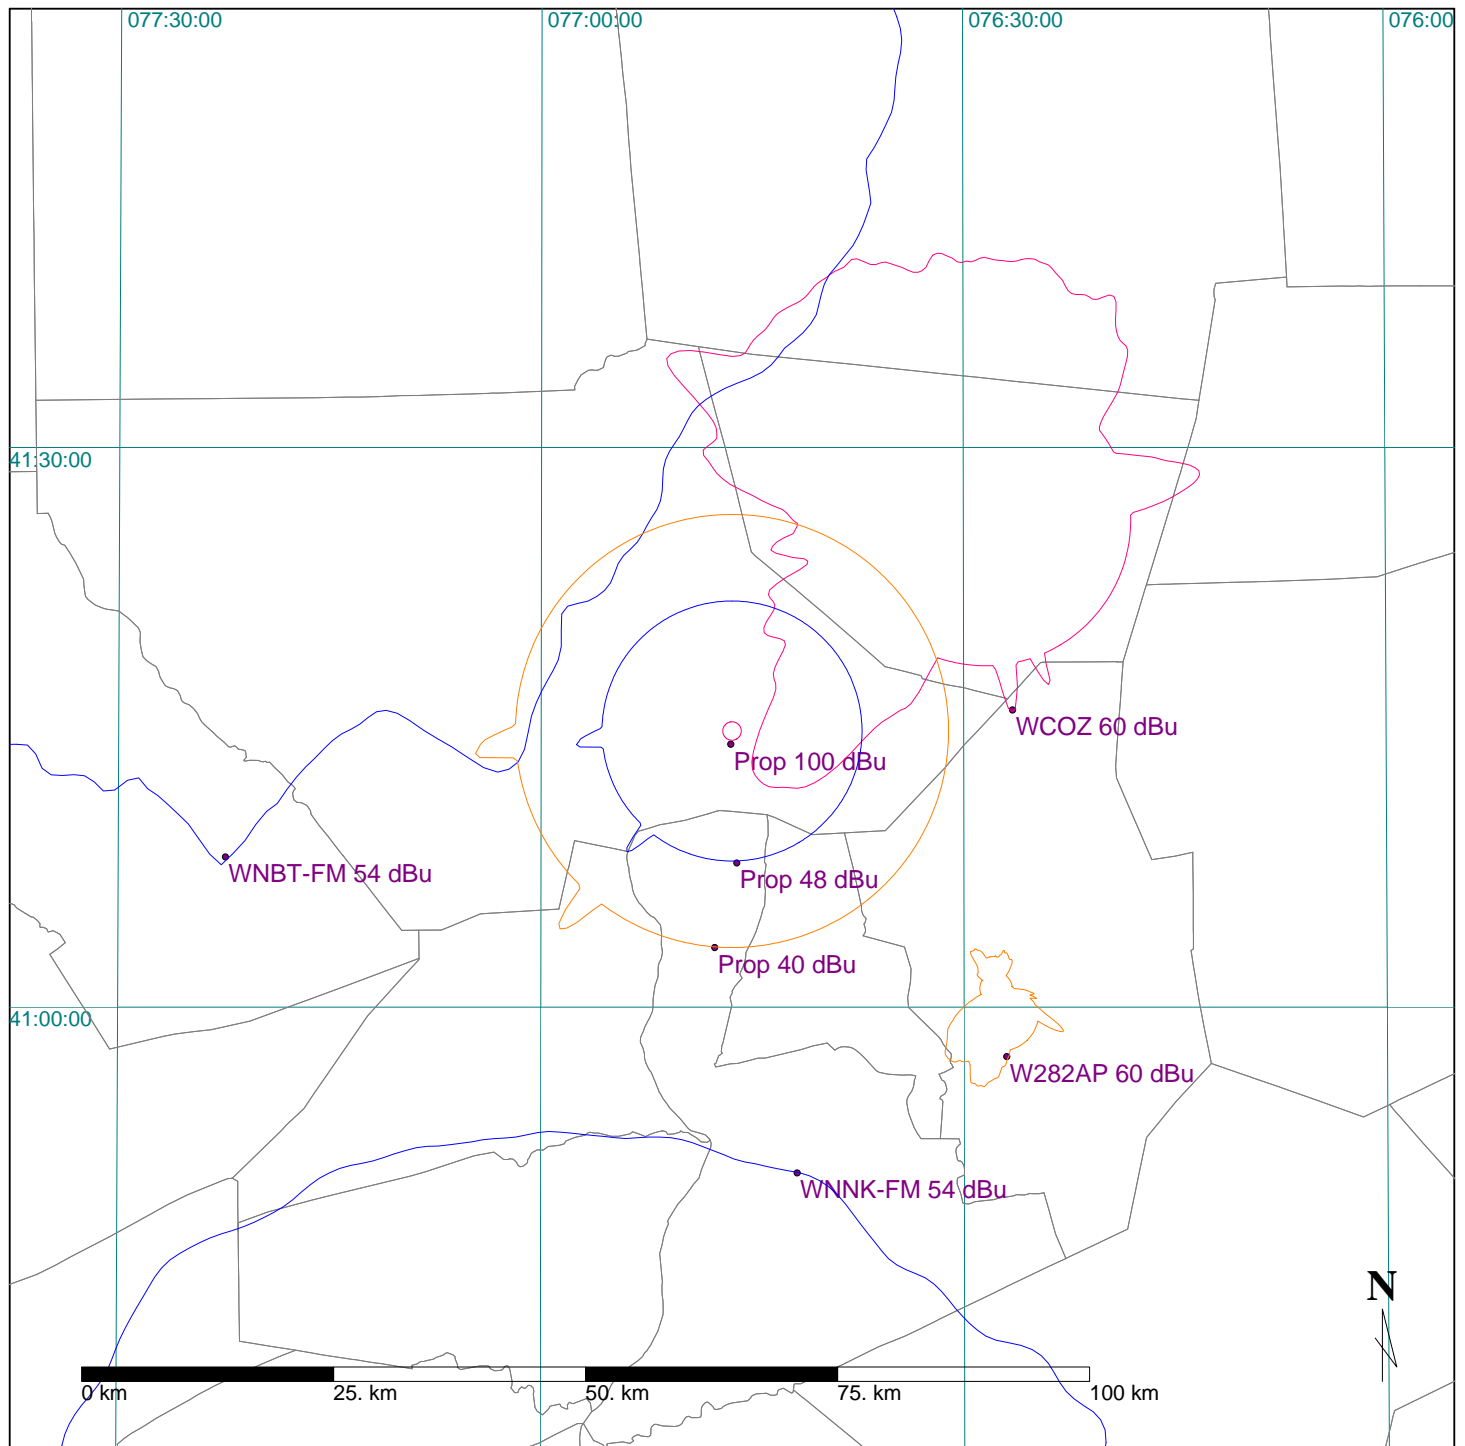 077:30:00
077:00:00
076:30:00
076:00
41:30:00
WCOZ 60 dBu
Prop 100 dBu
WNBT-FM 54 dBu
Prop 48 dBu
Prop 40 dBu
41:00:00
W282AP 60 dBu
WNNK-FM 54 dBu
N
0 km
25. km
50. km
75. km
100 km